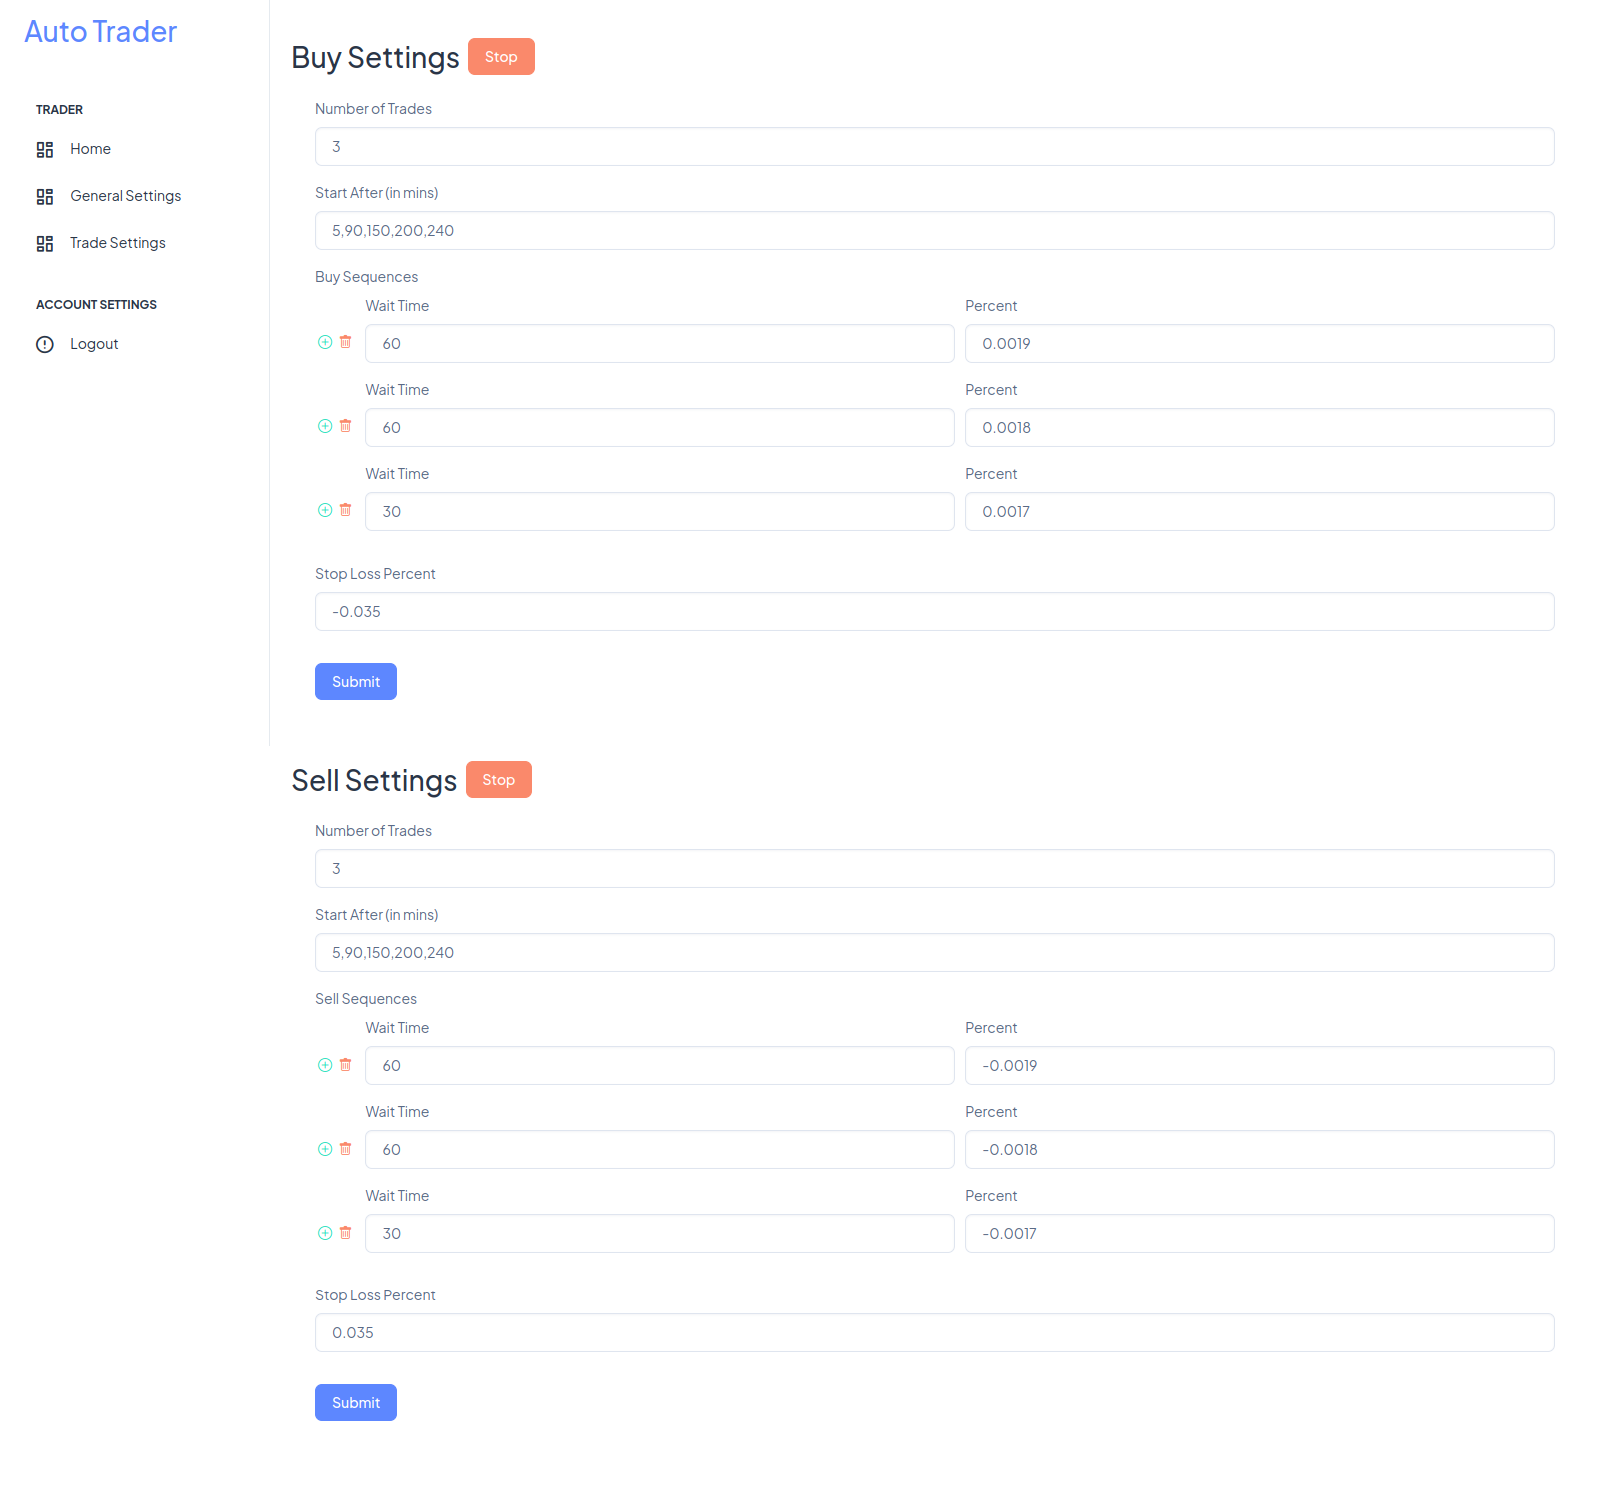 Auto Trader
TRADER
Home
General Settings
Trade Settings
ACCOUNT SETTINGS
Logout
Buy Settings Stop
Number of Trades
3
Start After (in mins)
5,90,150,200,240
Buy Sequences
Wait Time Percent
60 0.0019
Wait Time Percent
60 0.0018
Wait Time Percent
30 0.0017
Stop Loss Percent
-0.035
Submit
Sell Settings Stop
Number of Trades
3
Start After (in mins)
5,90,150,200,240
Sell Sequences
Wait Time Percent
60 -0.0019
Wait Time Percent
60 -0.0018
Wait Time Percent
30 -0.0017
Stop Loss Percent
0.035
Submit